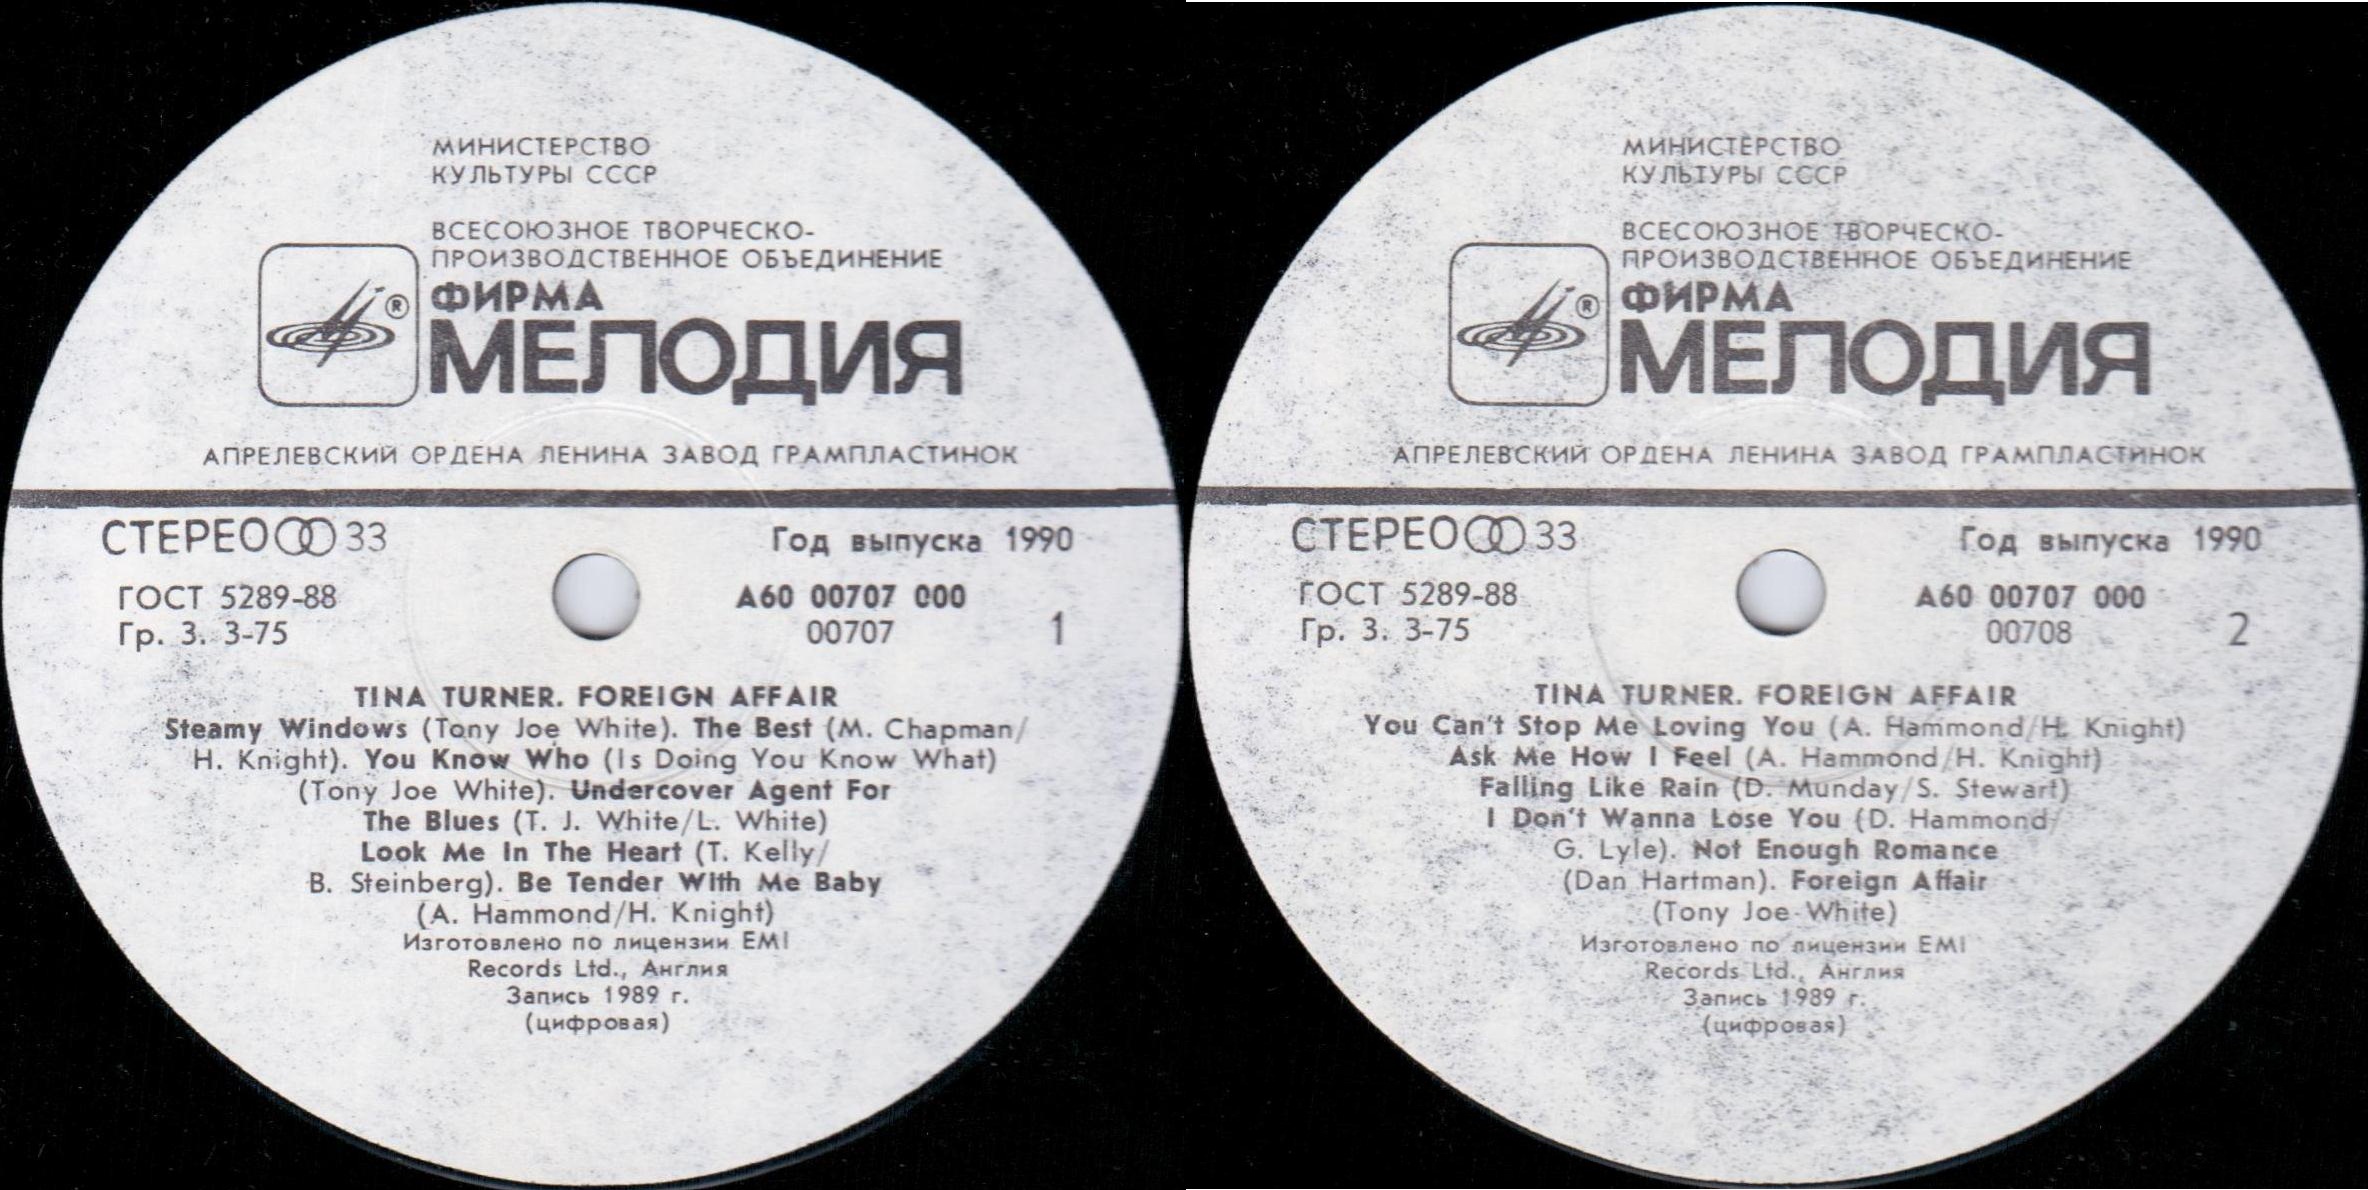 МИНИСТЕРСТВО
КУЛЬТУРЫ СССР
ВСЕСОЮЗНОЕ ТВОРЧЕСКО-
ПРОИЗВОДСТВЕННОЕ ОБЪЕДИНЕНИЕ
®
ФИРМА
МЕЛОДИЯ
АПРЕЛЕВСКИЙ ОРДЕНА ЛЕНИНА ЗАВОД ГРАМПЛАСТИНОК
СТЕРЕО 33
Год выпуска 1990
ГОСТ 5289-88
А60 00707 000
Гр. 3. 3-75
00707
1
TINA TURNER. FOREIGN AFFAIR
Steamy Windows (Tony Joe White). The Best (M. Chapman/
H. Knight). You Know Who (Is Doing You Know What)
(Tony Joe White). Undercover Agent For
The Blues (T. J. White/L. White)
Look Me In The Heart (T. Kelly/
B. Steinberg). Be Tender With Me Baby
(A. Hammond/H. Knight)
Изготовлено по лицензии EMI
Records Ltd., Англия
Запись 1989 г.
(цифровая)
МИНИСТЕРСТВО
КУЛЬТУРЫ СССР
ВСЕСОЮЗНОЕ ТВОРЧЕСКО-
ПРОИЗВОДСТВЕННОЕ ОБЪЕДИНЕНИЕ
®
ФИРМА
МЕЛОДИЯ
АПРЕЛЕВСКИЙ ОРДЕНА ЛЕНИНА ЗАВОД ГРАМПЛАСТИНОК
СТЕРЕО 33
Год выпуска 1990
ГОСТ 5289-88
А60 00707 000
Гр. 3. 3-75
00708
2
TINA TURNER. FOREIGN AFFAIR
You Can't Stop Me Loving You (A. Hammond/H. Knight)
Ask Me How I Feel (A. Hammond/H. Knight)
Falling Like Rain (D. Munday/S. Stewart)
I Don't Wanna Lose You (D. Hammond/
G. Lyle). Not Enough Romance
(Dan Hartman). Foreign Affair
(Tony Joe White)
Изготовлено по лицензии EMI
Records Ltd., Англия
Запись 1989 г.
(цифровая)